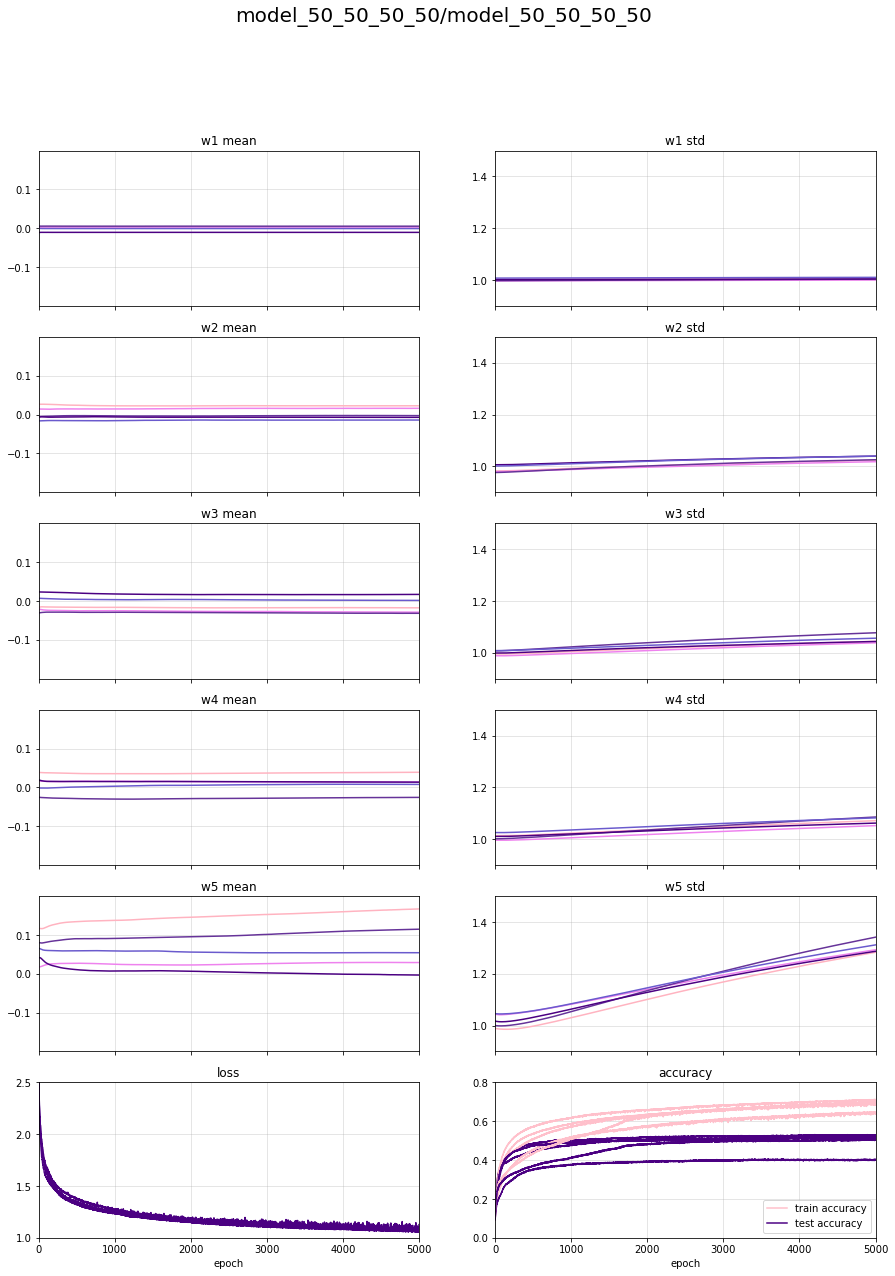 model_50_50_50_50/model_50_50_50_50
w1 mean
0.1
0.0
−0.1
w1 std
1.4
1.2
1.0
w2 mean
0.1
0.0
−0.1
w2 std
1.4
1.2
1.0
w3 mean
0.1
0.0
−0.1
w3 std
1.4
1.2
1.0
w4 mean
0.1
0.0
−0.1
w4 std
1.4
1.2
1.0
w5 mean
0.1
0.0
−0.1
w5 std
1.4
1.2
1.0
loss
2.5
2.0
1.5
1.0
0 1000 2000 3000 4000 5000
epoch
accuracy
0.8
0.6
0.4
0.2
0.0
train accuracy
test accuracy
0 1000 2000 3000 4000 5000
epoch